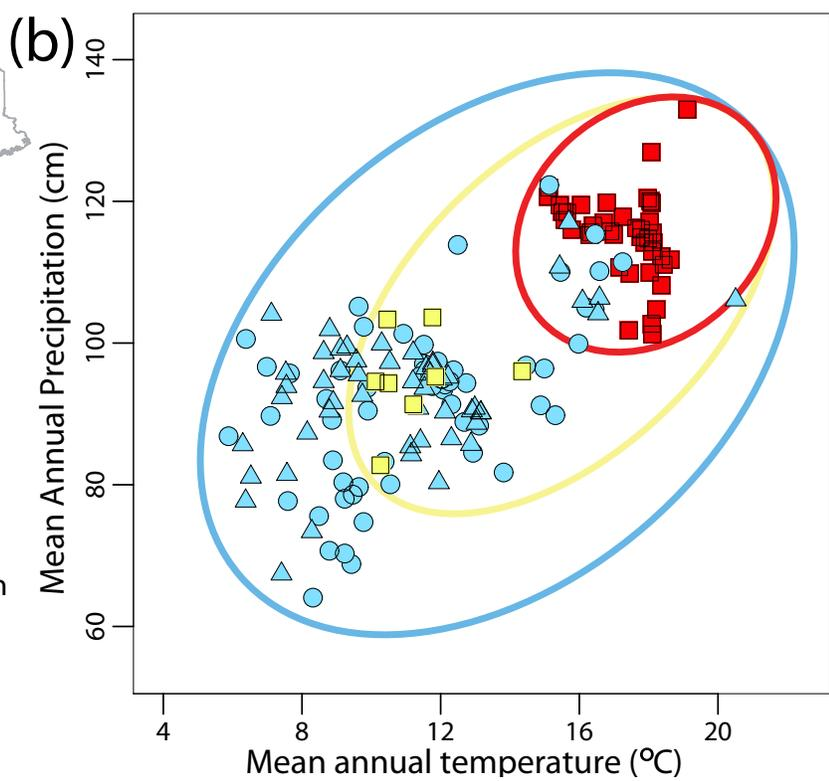 (b)
140
120
100
80
60
Mean Annual Precipitation (cm)
n
4 8 12 16 20
Mean annual temperature (ºC)